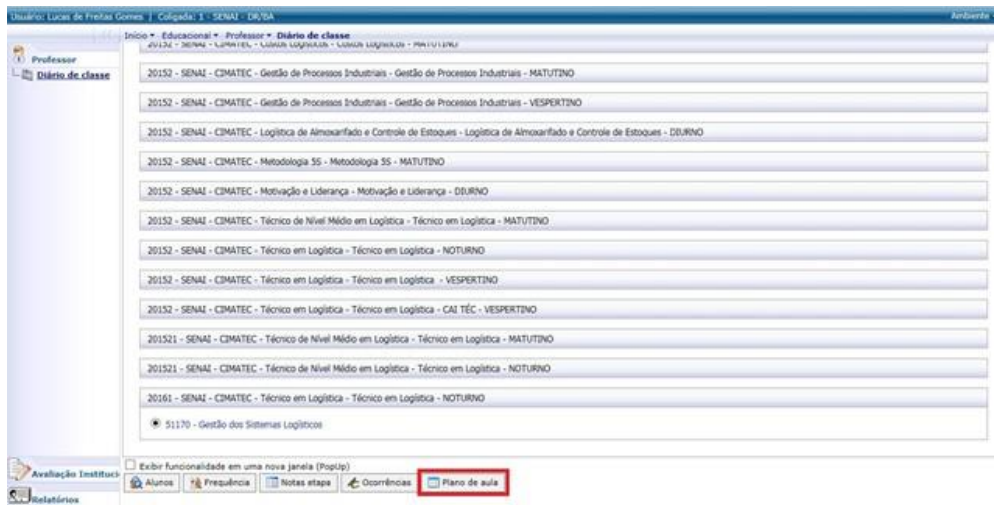 Usuário: Lucas de Freitas Gomes | Coligada: 1 - SENAI - DR/BA
Ambiente
Início Educacional Professor Diário de classe
20152 - SENAI - CIMATEC - Custos Logísticos - Custos Logísticos - MATUTINO
Professor
Diário de classe
20152 - SENAI - CIMATEC - Gestão de Processos Industriais - Gestão de Processos Industriais - MATUTINO
20152 - SENAI - CIMATEC - Gestão de Processos Industriais - Gestão de Processos Industriais - VESPERTINO
20152 - SENAI - CIMATEC - Logística de Almoxarifado e Controle de Estoques - Logística de Almoxarifado e Controle de Estoques - DIURNO
20152 - SENAI - CIMATEC - Metodologia 5S - Metodologia 5S - MATUTINO
20152 - SENAI - CIMATEC - Motivação e Liderança - Motivação e Liderança - DIURNO
20152 - SENAI - CIMATEC - Técnico de Nível Médio em Logística - Técnico em Logística - MATUTINO
20152 - SENAI - CIMATEC - Técnico em Logística - Técnico em Logística - NOTURNO
20152 - SENAI - CIMATEC - Técnico em Logística - Técnico em Logística - VESPERTINO
20152 - SENAI - CIMATEC - Técnico em Logística - Técnico em Logística - CAI TÉC - VESPERTINO
201521 - SENAI - CIMATEC - Técnico de Nível Médio em Logística - Técnico em Logística - MATUTINO
201521 - SENAI - CIMATEC - Técnico de Nível Médio em Logística - Técnico em Logística - NOTURNO
20161 - SENAI - CIMATEC - Técnico em Logística - Técnico em Logística - NOTURNO
51170 - Gestão dos Sistemas Logísticos
Exibir funcionalidade em uma nova janela (PopUp)
Avaliação Instituci
Alunos Frequência Notas etapa Ocorrências Plano de aula
Relatórios